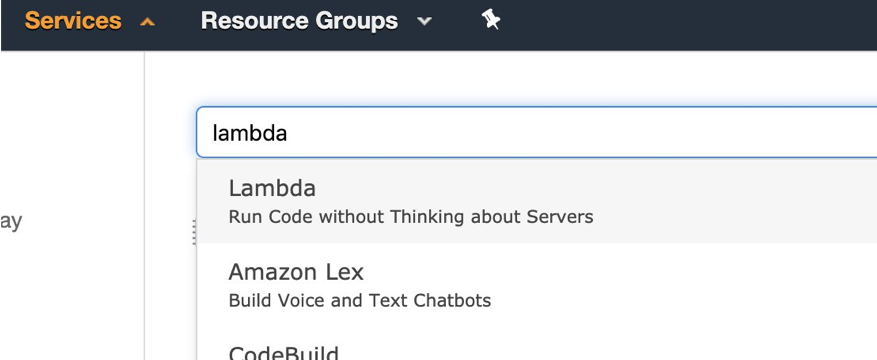 Services Resource Groups
lambda
Lambda
ay
Run Code without Thinking about Servers
Amazon Lex
Build Voice and Text Chatbots
CodeBuild